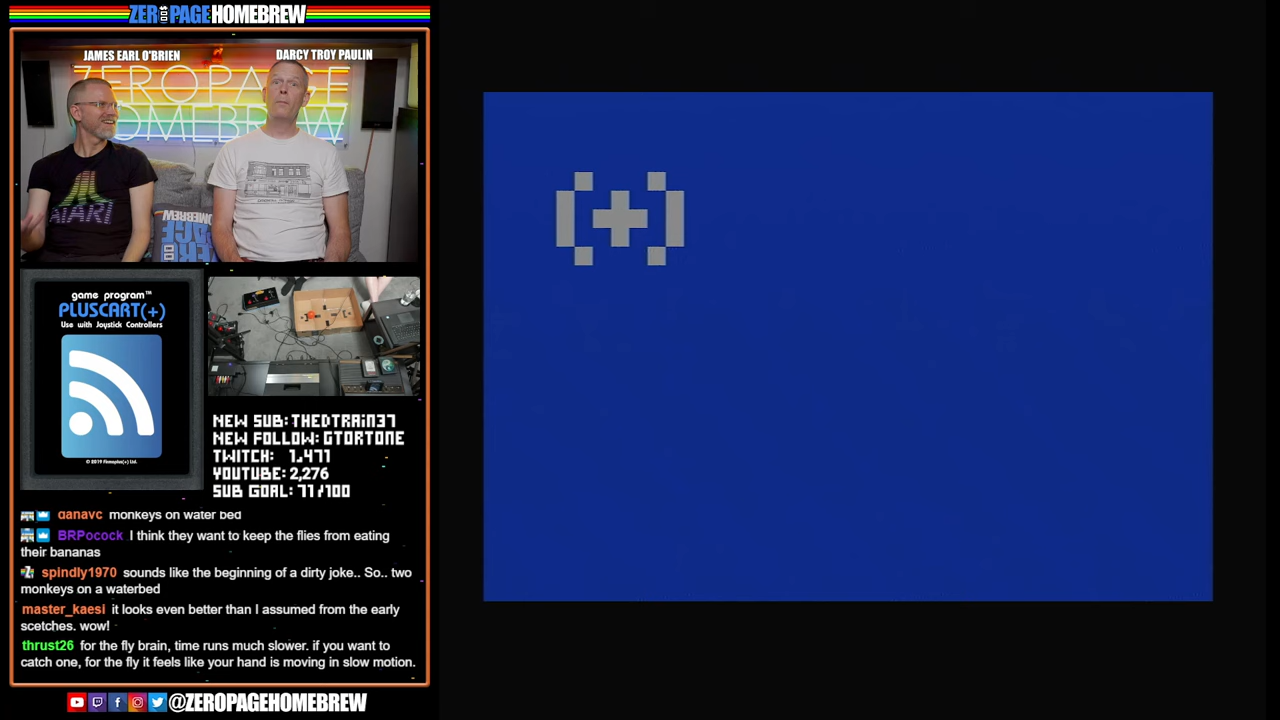 ZEROPAGE HOMEBREW
JAMES EARL O'BRIEN
DARCY TROY PAULIN
ZEROPAGE
HOMEBREW
ATARI
(+)
game program™
PLUSCART(+)
Use with Joystick Controllers
NEW SUB: THEDTRAIN37
NEW FOLLOW: GTORTONE
TWITCH: 1,471
YOUTUBE: 2,276
SUB GOAL: 71/100
danavc monkeys on water bed
BRPocock I think they want to keep the flies from eating
their bananas
spindly1970 sounds like the beginning of a dirty joke.. So.. two
monkeys on a waterbed
master_kaesi it looks even better than I assumed from the early
scetches. wow!
thrust26 for the fly brain, time runs much slower. if you want to
catch one, for the fly it feels like your hand is moving in slow motion.
@ZEROPAGEHOMEBREW